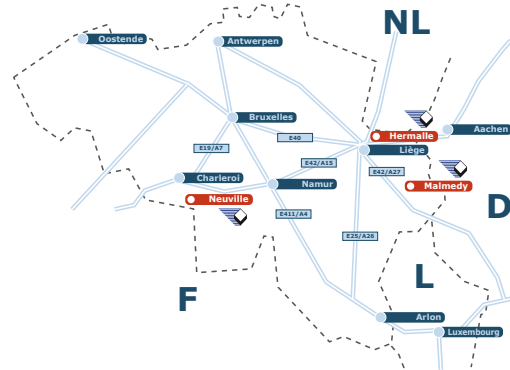 NL
Oostende
Antwerpen
Bruxelles
Aachen
E40
Hermalle
E19/A7
Liège
E42/A15
E42/A27
Charleroi
Namur
Malmedy
Neuville
D
E411/A4
E25/A26
L
F
Arlon
Luxembourg